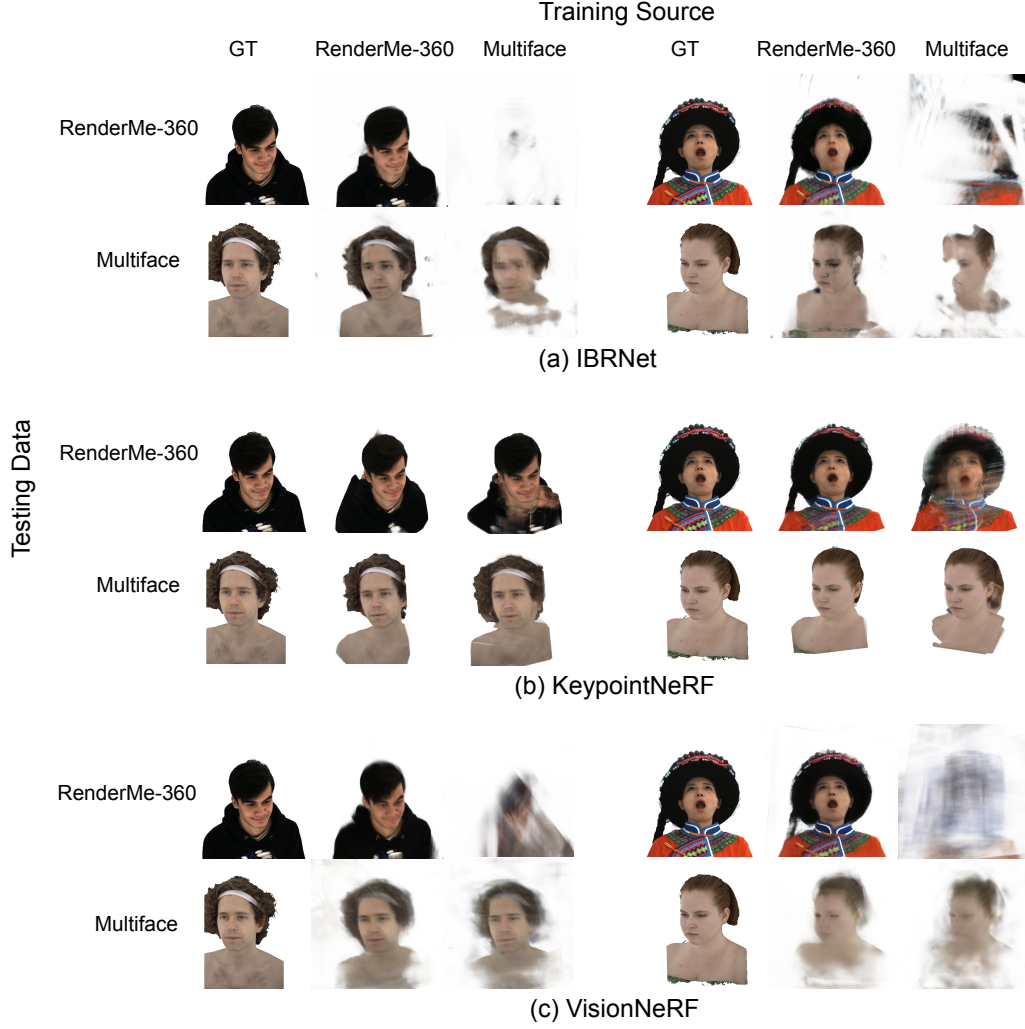 Training Source
GT RenderMe-360 Multiface GT RenderMe-360 Multiface
RenderMe-360
Multiface
(a) IBRNet
Testing Data
RenderMe-360
Multiface
(b) KeypointNeRF
RenderMe-360
Multiface
(c) VisionNeRF